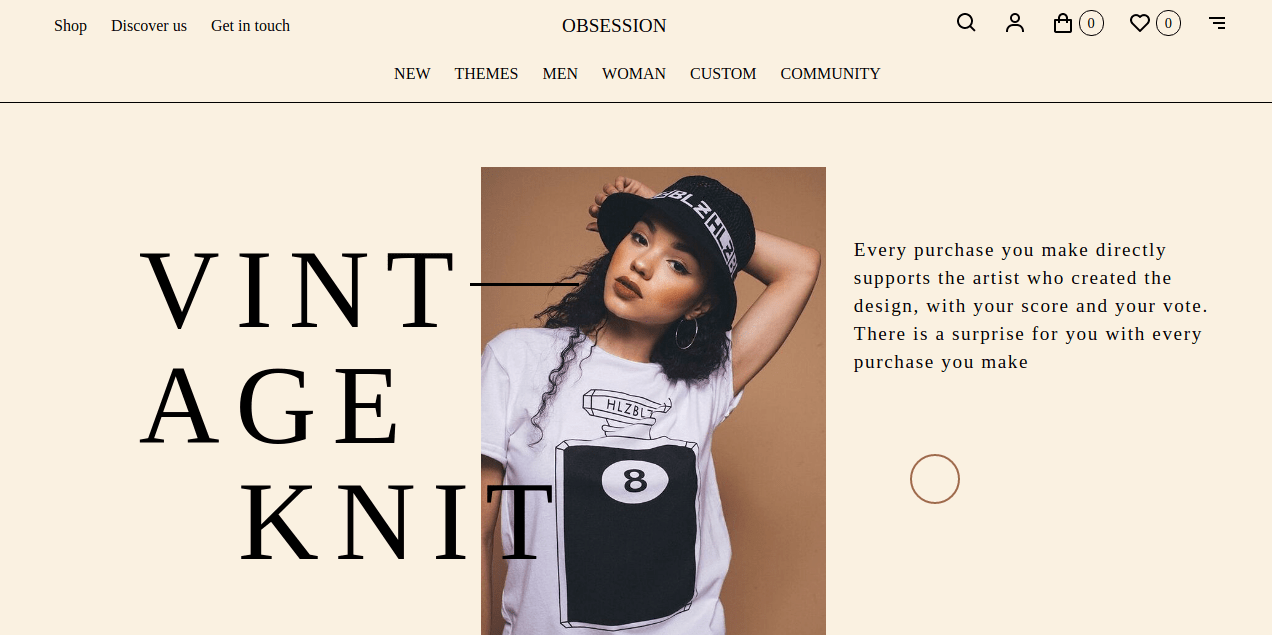 Shop Discover us Get in touch OBSESSION 0 0
NEW THEMES MEN WOMAN CUSTOM COMMUNITY
VINT
AGE
KNIT
BLZHLZB
HLZBLZ
8
Every purchase you make directly
supports the artist who created the
design, with your score and your vote.
There is a surprise for you with every
purchase you make